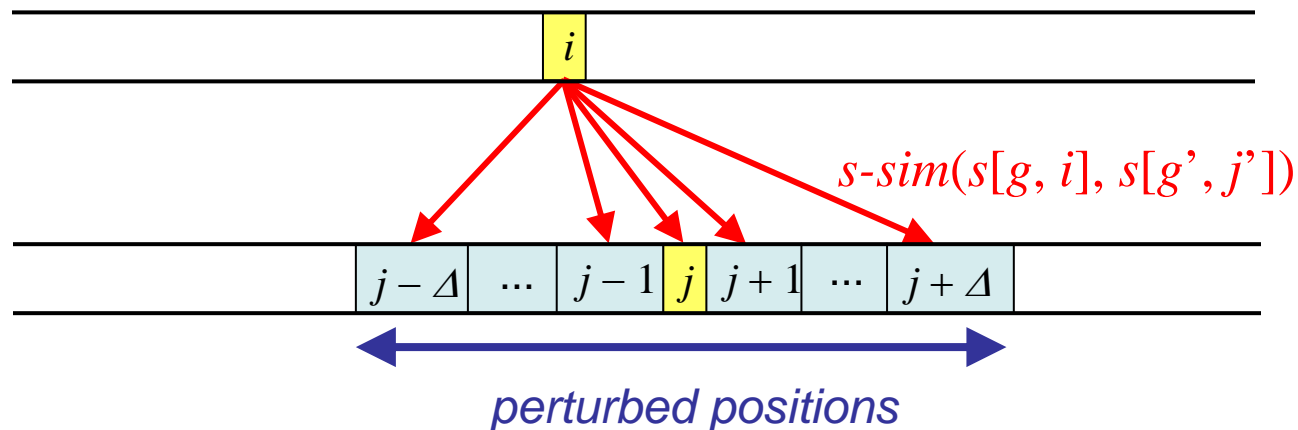 i
s-sim(s[g, i], s[g’, j’])
j − Δ ... j − 1 j j + 1 ... j + Δ
perturbed positions